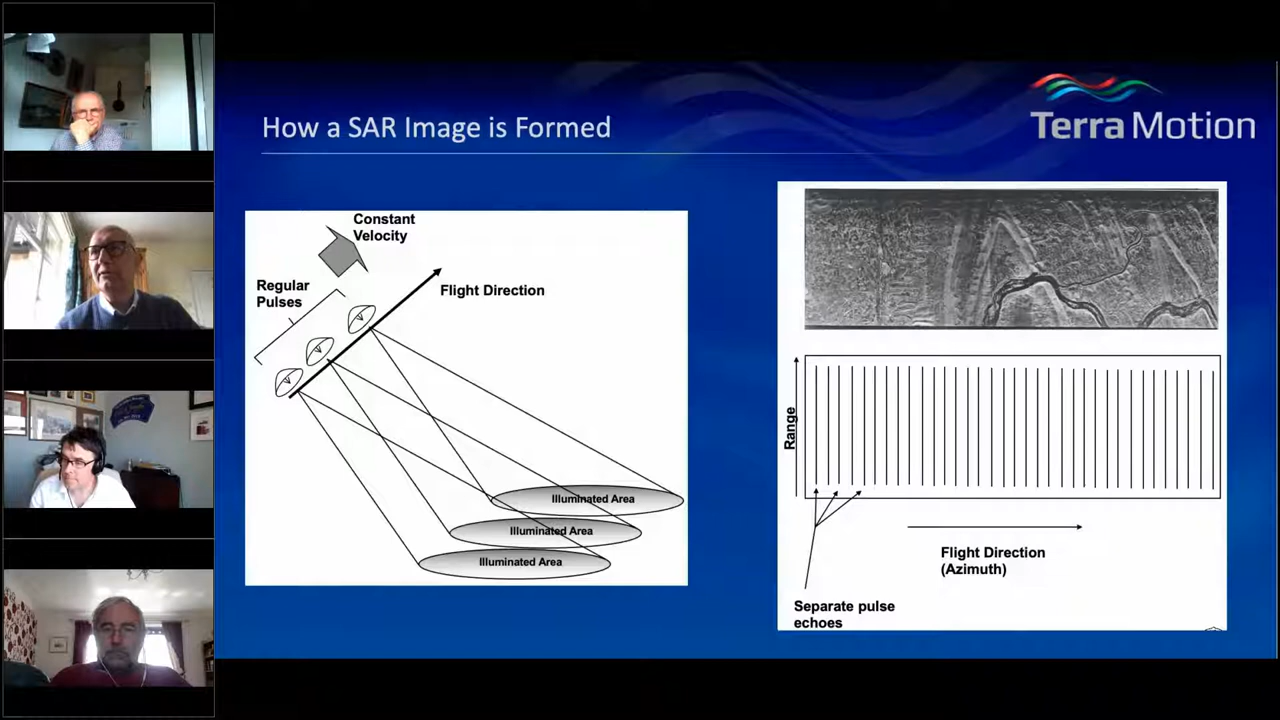 How a SAR Image is Formed
Terra Motion
Constant
Velocity
Regular
Pulses
Flight Direction
Illuminated Area
Illuminated Area
Illuminated Area
Range
Flight Direction
(Azimuth)
Separate pulse
echoes